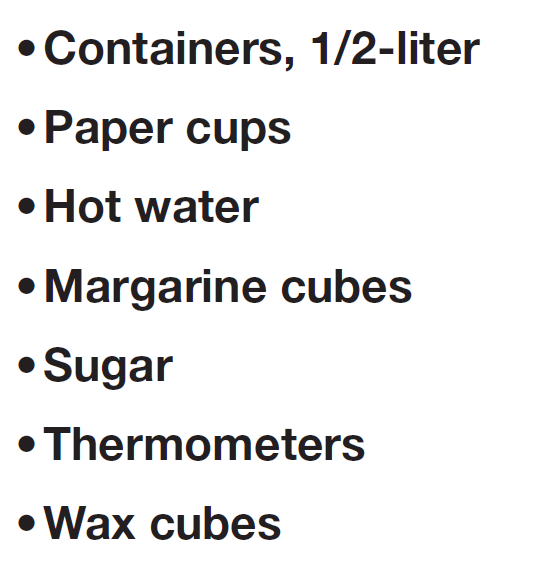 • Containers, 1/2-liter
• Paper cups
• Hot water
• Margarine cubes
• Sugar
• Thermometers
• Wax cubes